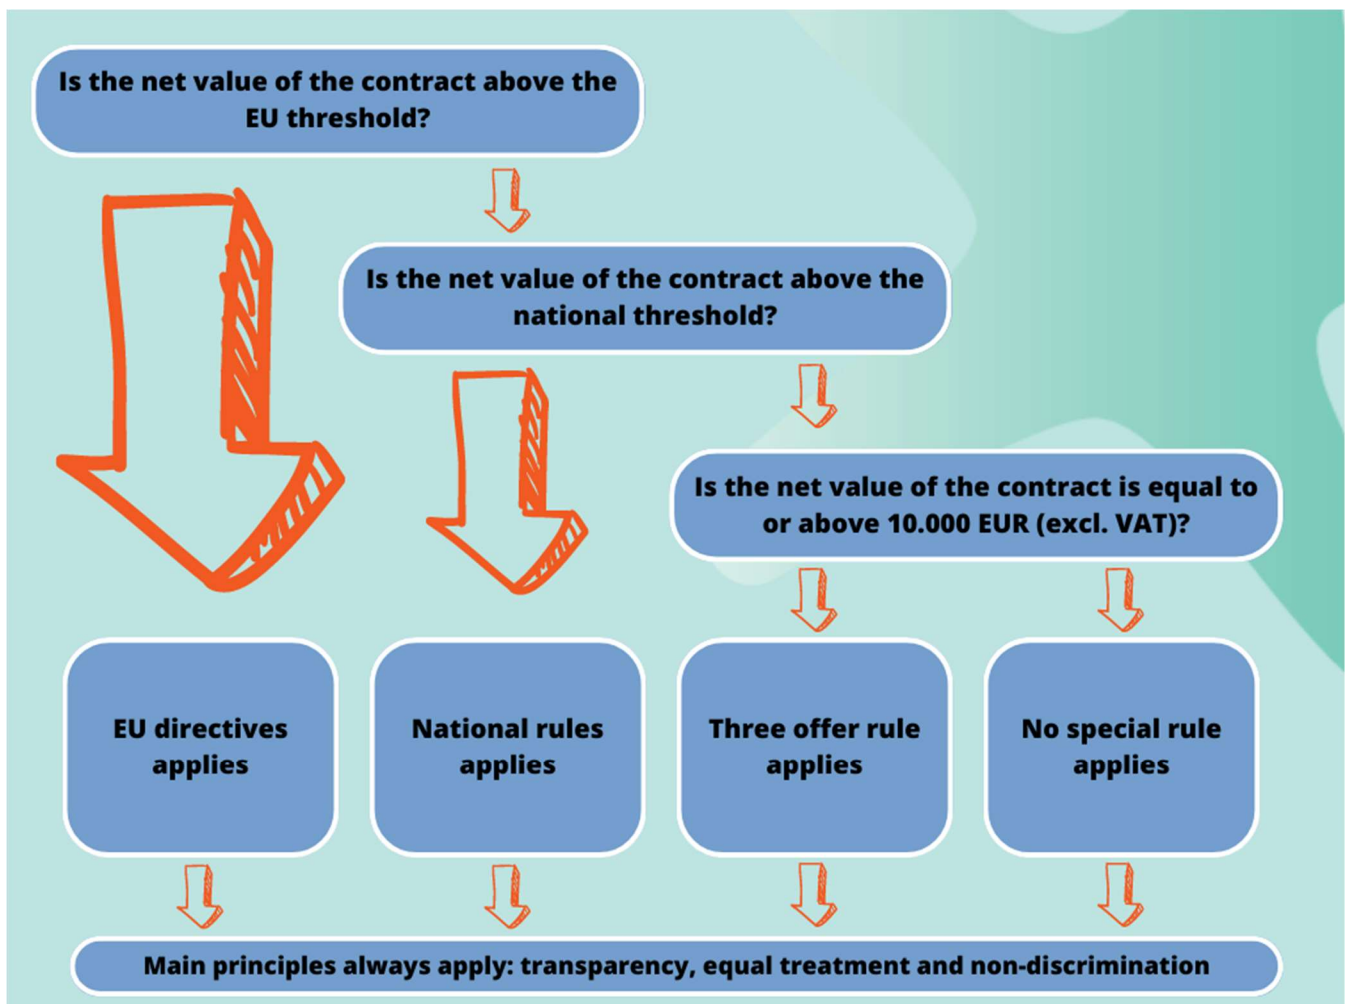 Is the net value of the contract above the
EU threshold?
Is the net value of the contract above the
national threshold?
Is the net value of the contract is equal to
or above 10.000 EUR (excl. VAT)?
EU directives
applies
National rules
applies
Three offer rule
applies
No special rule
applies
Main principles always apply: transparency, equal treatment and non-discrimination